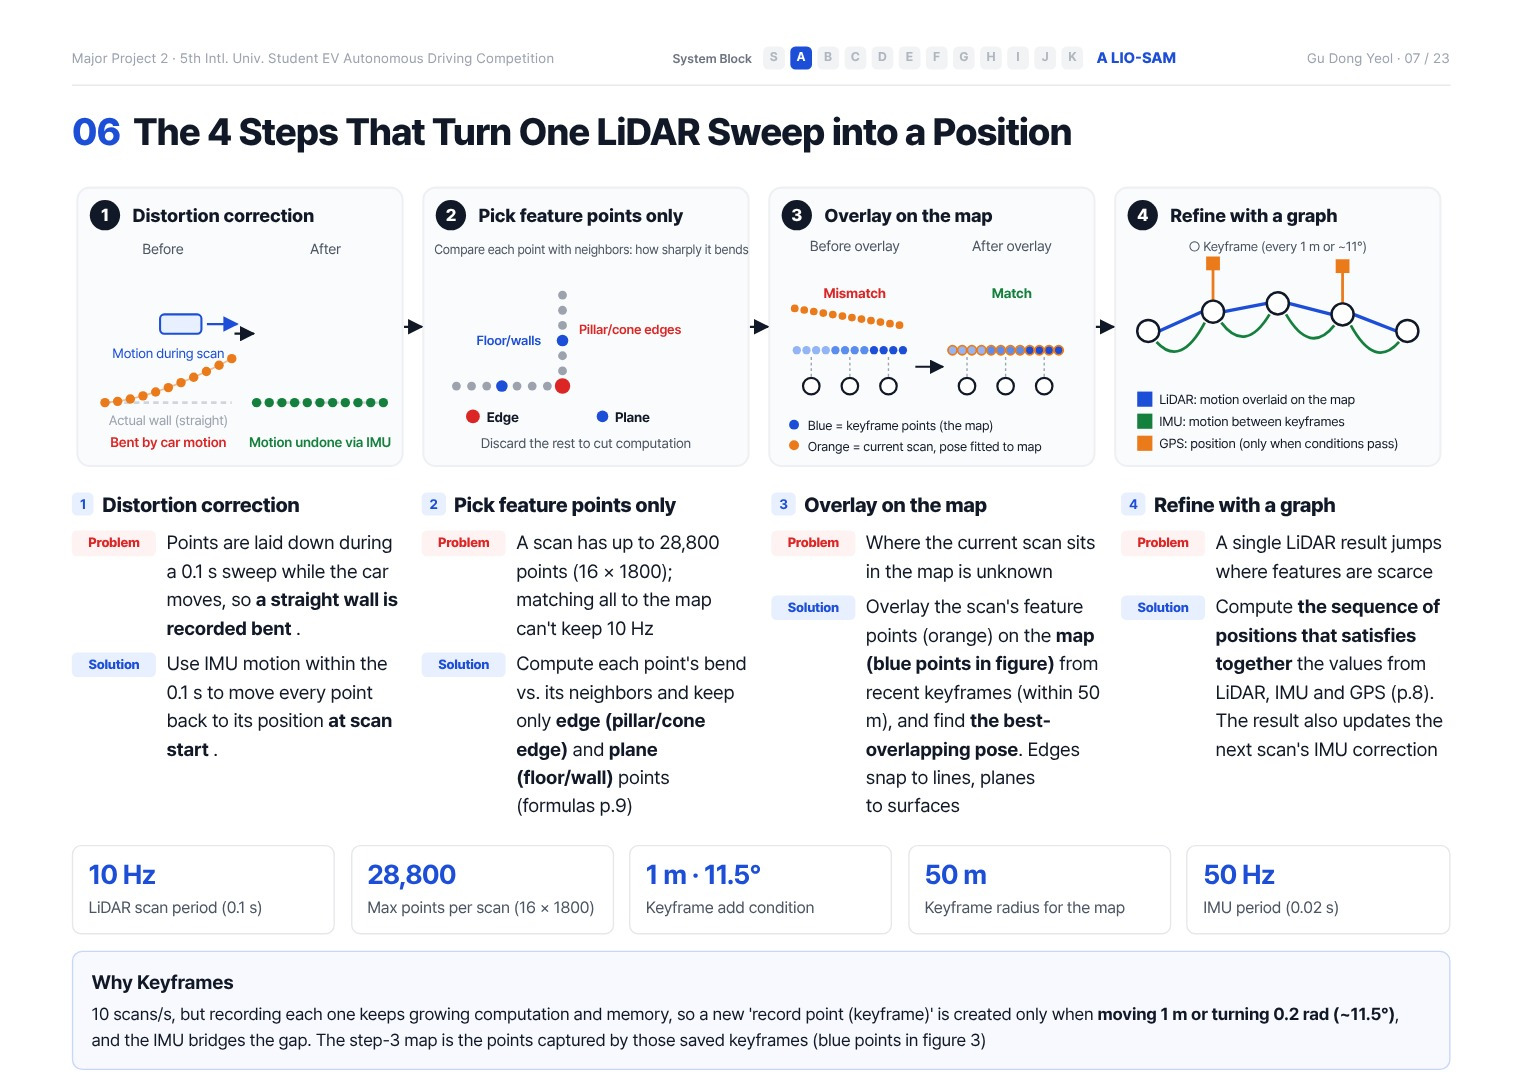 Major Project 2 · 5th Intl. Univ. Student EV Autonomous Driving Competition
System Block S A B C D E F G H I J K A LIO-SAM
Gu Dong Yeol · 07 / 23
06 The 4 Steps That Turn One LiDAR Sweep into a Position
1 Distortion correction
Before After
Motion during scan
Actual wall (straight)
Bent by car motion Motion undone via IMU
2 Pick feature points only
Compare each point with neighbors: how sharply it bends
Pillar/cone edges
Floor/walls
Edge Plane
Discard the rest to cut computation
3 Overlay on the map
Before overlay After overlay
Mismatch Match
Blue = keyframe points (the map)
Orange = current scan, pose fitted to map
4 Refine with a graph
Keyframe (every 1 m or ~11°)
LiDAR: motion overlaid on the map
IMU: motion between keyframes
GPS: position (only when conditions pass)
1 Distortion correction
Problem Points are laid down during
a 0.1 s sweep while the car
moves, so a straight wall is
recorded bent .
Solution Use IMU motion within the
0.1 s to move every point
back to its position at scan
start .
2 Pick feature points only
Problem A scan has up to 28,800
points (16 × 1800);
matching all to the map
can't keep 10 Hz
Solution Compute each point's bend
vs. its neighbors and keep
only edge (pillar/cone
edge) and plane
(floor/wall) points
(formulas p.9)
3 Overlay on the map
Problem Where the current scan sits
in the map is unknown
Solution Overlay the scan's feature
points (orange) on the map
(blue points in figure) from
recent keyframes (within 50
m), and find the best-
overlapping pose. Edges
snap to lines, planes
to surfaces
4 Refine with a graph
Problem A single LiDAR result jumps
where features are scarce
Solution Compute the sequence of
positions that satisfies
together the values from
LiDAR, IMU and GPS (p.8).
The result also updates the
next scan's IMU correction
10 Hz
LiDAR scan period (0.1 s)
28,800
Max points per scan (16 × 1800)
1 m · 11.5°
Keyframe add condition
50 m
Keyframe radius for the map
50 Hz
IMU period (0.02 s)
Why Keyframes
10 scans/s, but recording each one keeps growing computation and memory, so a new 'record point (keyframe)' is created only when moving 1 m or turning 0.2 rad (~11.5°),
and the IMU bridges the gap. The step-3 map is the points captured by those saved keyframes (blue points in figure 3)